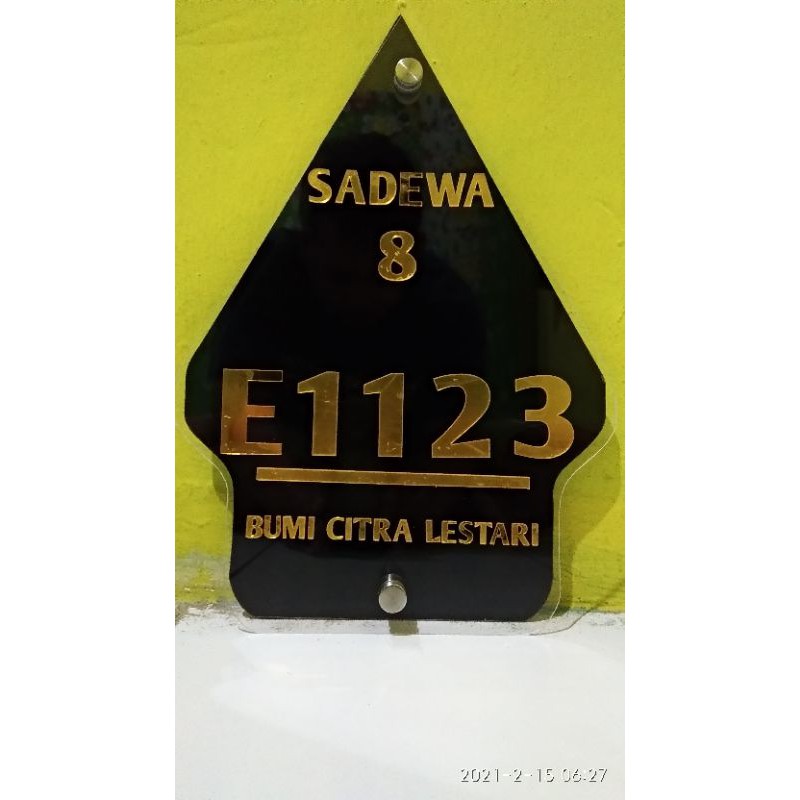 SADEWA
8
E1123
BUMI CITRA LESTARI
2021-2-15 06:27